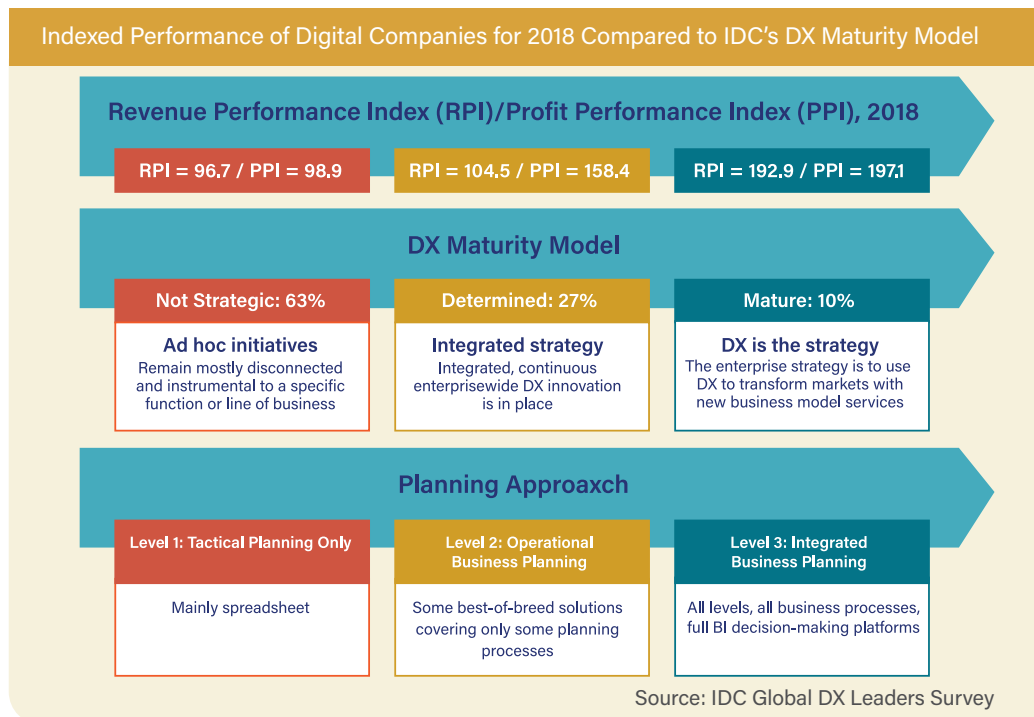 Indexed Performance of Digital Companies for 2018 Compared to IDC's DX Maturity Model
Revenue Performance Index (RPI)/Profit Performance Index (PPI), 2018
RPI = 96.7 / PPI = 98.9
RPI = 104.5 / PPI = 158.4
RPI = 192.9 / PPI = 197.1
DX Maturity Model
Not Strategic: 63%
Ad hoc initiatives
Remain mostly disconnected
and instrumental to a specific
function or line of business
Determined: 27%
Integrated strategy
Integrated, continuous
enterprisewide DX innovation
is in place
Mature: 10%
DX is the strategy
The enterprise strategy is to use
DX to transform markets with
new business model services
Planning Approaxch
Level 1: Tactical Planning Only
Mainly spreadsheet
Level 2: Operational
Business Planning
Some best-of-breed solutions
covering only some planning
processes
Level 3: Integrated
Business Planning
All levels, all business processes,
full BI decision-making platforms
Source: IDC Global DX Leaders Survey